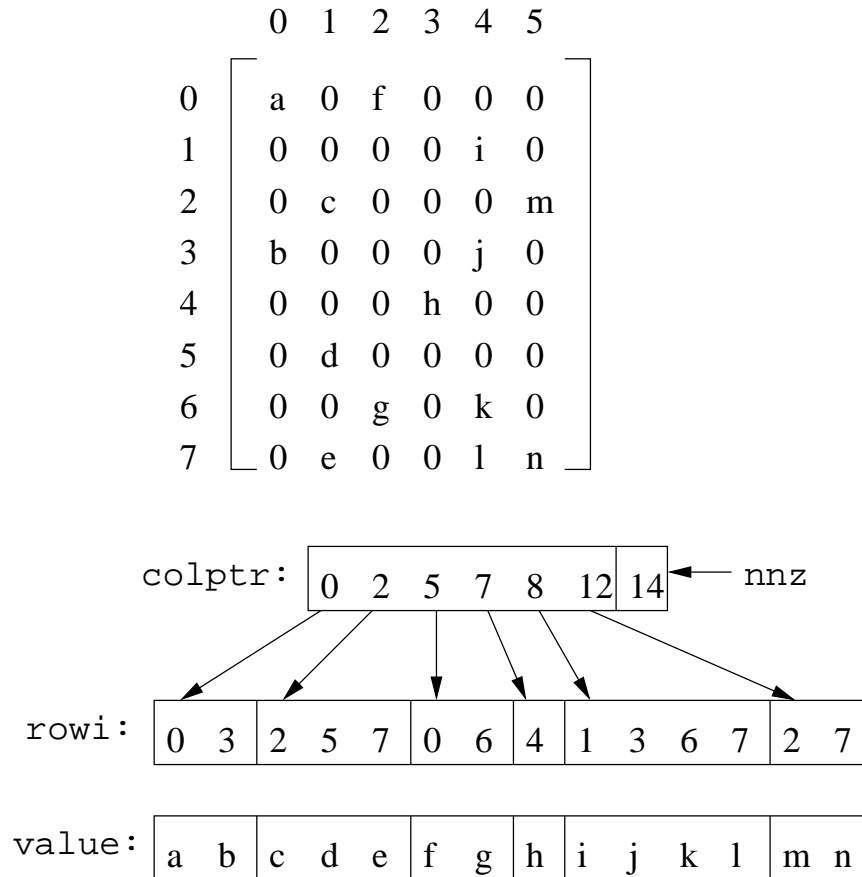 0 1 2 3 4 5
0 a 0 f 0 0 0
1 0 0 0 0 i 0
2 0 c 0 0 0 m
3 b 0 0 0 j 0
4 0 0 0 h 0 0
5 0 d 0 0 0 0
6 0 0 g 0 k 0
7 0 e 0 0 l n
colptr: 0 2 5 7 8 12 14 nnz
rowi: 0 3 2 5 7 0 6 4 1 3 6 7 2 7
value: a b c d e f g h i j k l m n